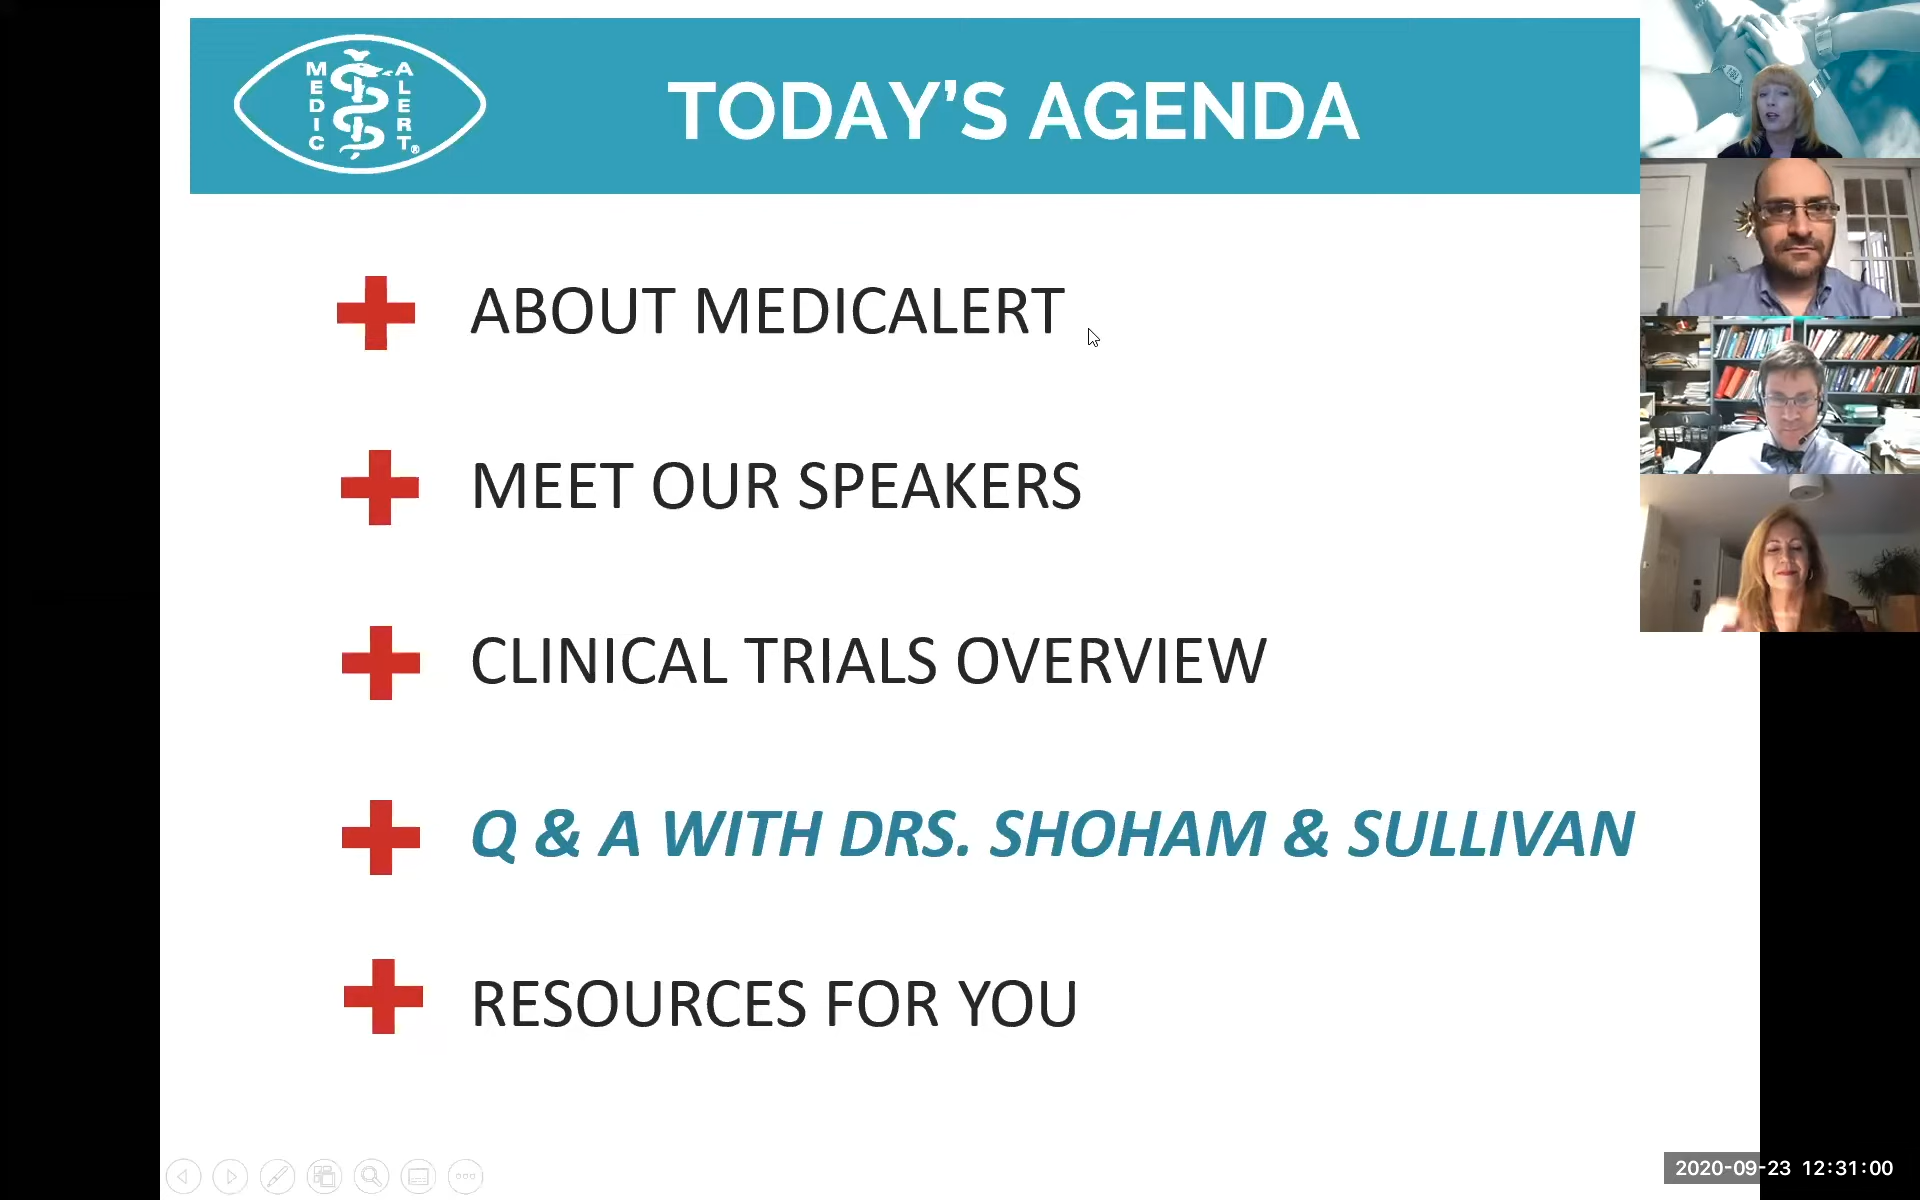 MEDIC ALERT®
TODAY'S AGENDA
ABOUT MEDICALERT
MEET OUR SPEAKERS
CLINICAL TRIALS OVERVIEW
Q & A WITH DRS. SHOHAM & SULLIVAN
RESOURCES FOR YOU
2020-09-23 12:31:00